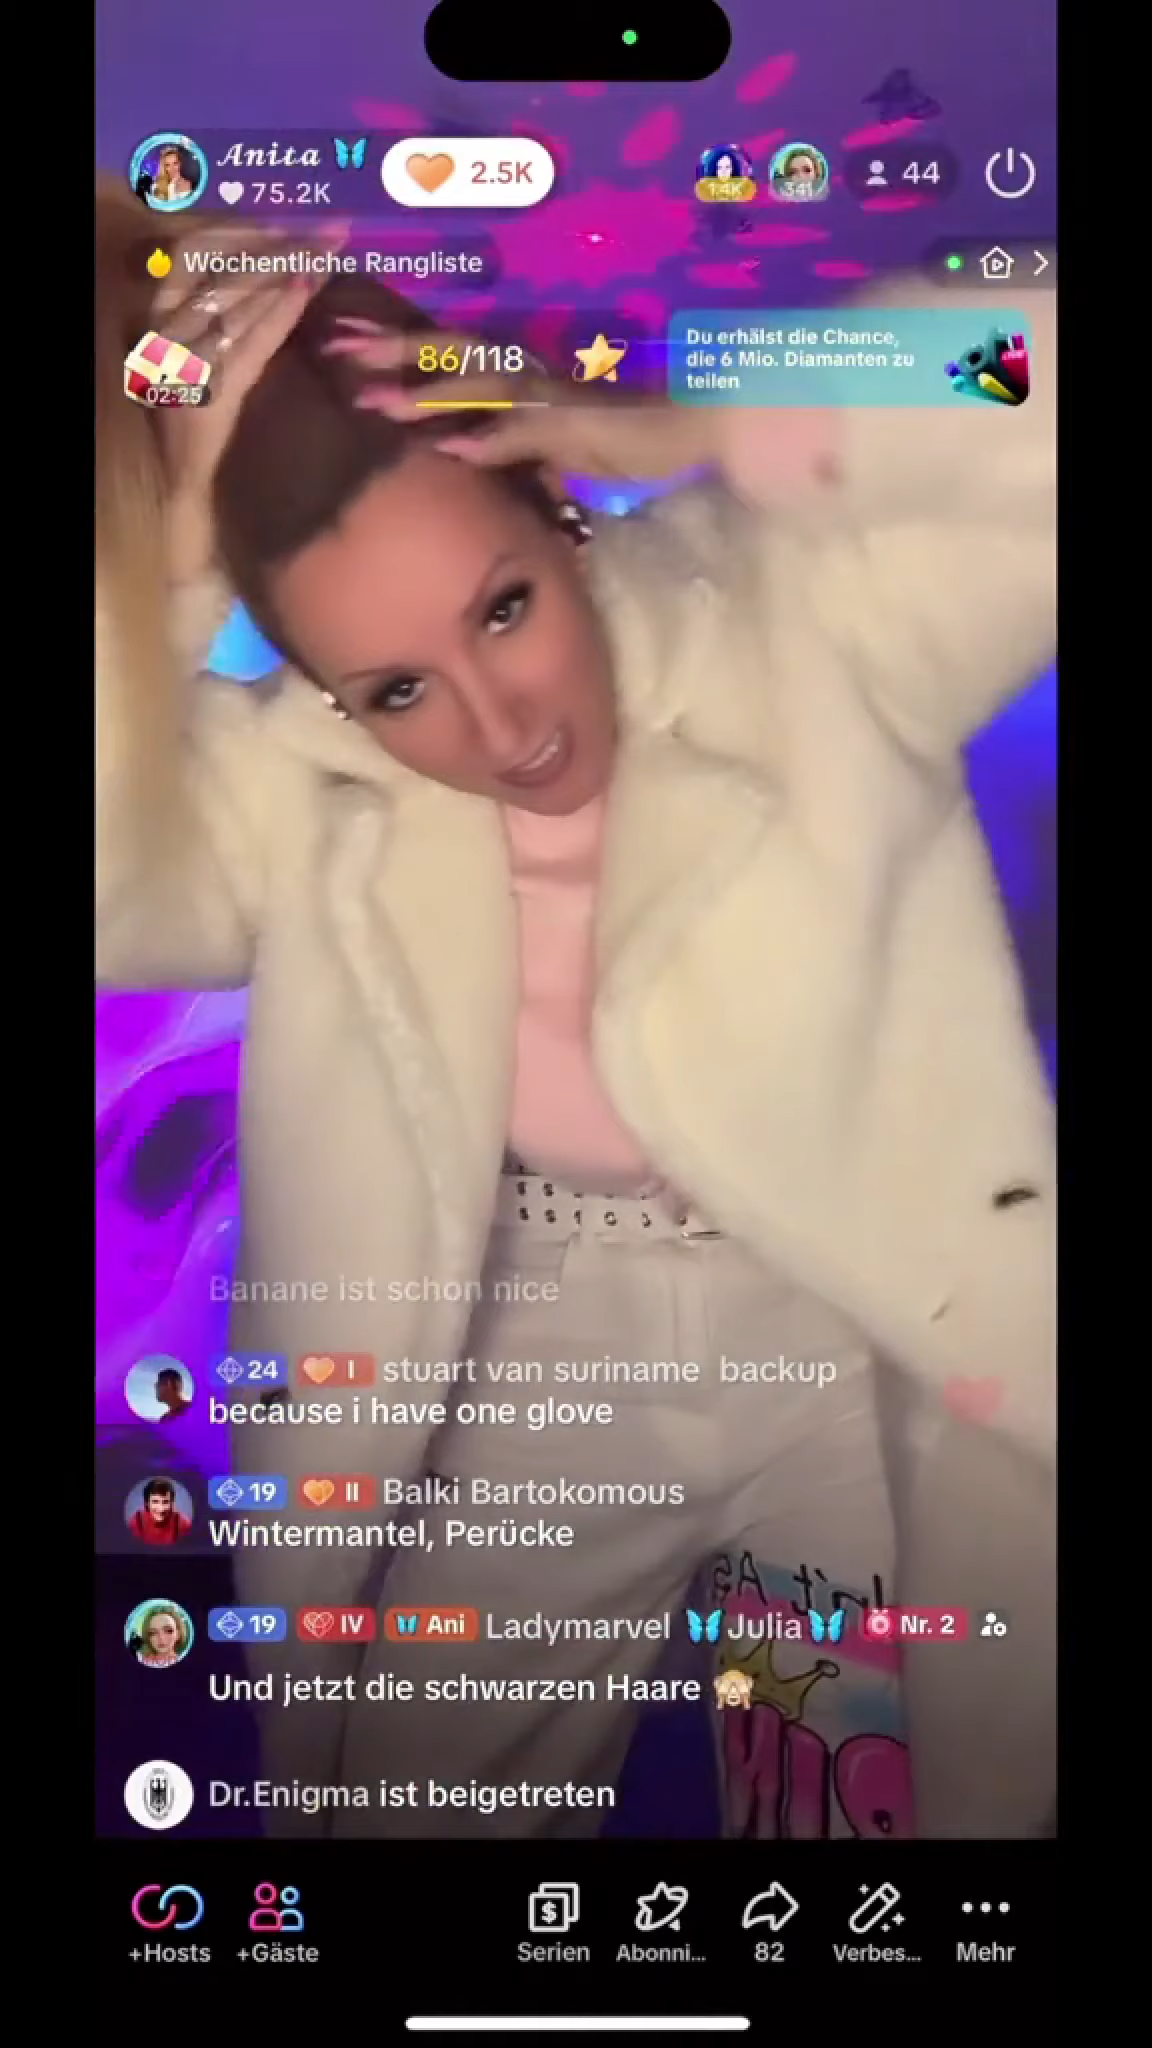 Anita 🦋
75.2K
2.5K
1.4K
341
44
Wöchentliche Rangliste
02:25
86/118
Du erhälst die Chance,
die 6 Mio. Diamanten zu
teilen
Banane ist schon nice
24 I stuart van suriname backup
because i have one glove
19 II Balki Bartokomous
Wintermantel, Perücke
19 IV Ani Ladymarvel 🦋Julia🦋 Nr. 2
Und jetzt die schwarzen Haare 🙈
Dr.Enigma ist beigetreten
+Hosts
+Gäste
Serien
Abonni...
82
Verbes...
Mehr